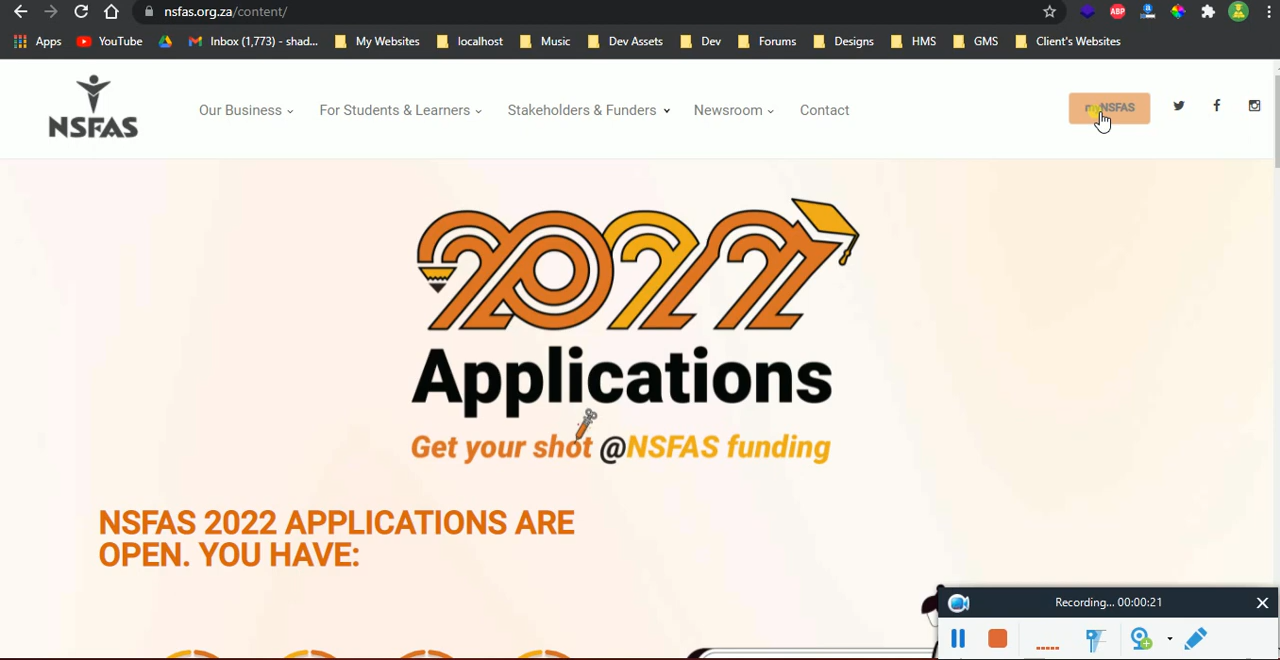 nsfas.org.za/content/
ABP
Apps YouTube Inbox (1,773) - shad... My Websites localhost Music Dev Assets Dev Forums Designs HMS GMS Client's Websites
NSFAS Our Business For Students & Learners Stakeholders & Funders Newsroom Contact myNSFAS
2022
Applications
Get your shot @NSFAS funding
NSFAS 2022 APPLICATIONS ARE
OPEN. YOU HAVE:
Recording... 00:00:21